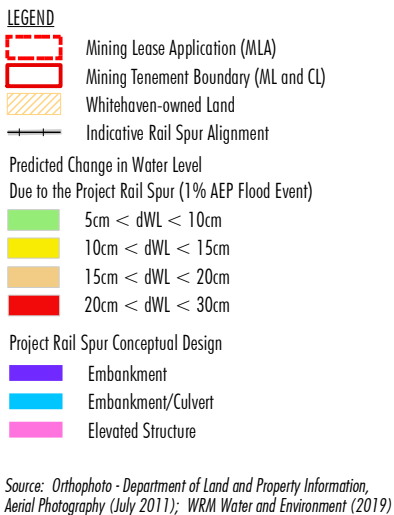 LEGEND
Mining Lease Application (MLA)
Mining Tenement Boundary (ML and CL)
Whitehaven-owned Land
Indicative Rail Spur Alignment
Predicted Change in Water Level
Due to the Project Rail Spur (1% AEP Flood Event)
5cm < dWL < 10cm
10cm < dWL < 15cm
15cm < dWL < 20cm
20cm < dWL < 30cm
Project Rail Spur Conceptual Design
Embankment
Embankment/Culvert
Elevated Structure
Source: Orthophoto - Department of Land and Property Information,
Aerial Photography (July 2011); WRM Water and Environment (2019)